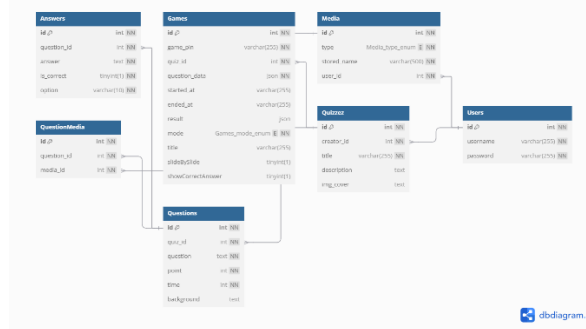 Answers
id int NN
question_id int NN
answer text NN
is_correct tinyint(1) NN
option varchar(10) NN
Games
id int NN
game_pin varchar(255) NN
quiz_id int NN
question_data json NN
started_at varchar(255)
ended_at varchar(255)
result json
mode Games_mode_enum E NN
title varchar(255)
slideBySlide tinyint(1)
showCorrectAnswer tinyint(1)
Media
id int NN
type Media_type_enum E NN
stored_name varchar(500) NN
user_id int NN
QuestionMedia
id int NN
question_id int NN
media_id int NN
Quizzez
id int NN
creator_id int NN
title varchar(255) NN
description text
img_cover text
Users
id int NN
username varchar(255) NN
password varchar(255) NN
Questions
id int NN
quiz_id int NN
question text NN
point int NN
time int NN
background text
dbdiagram